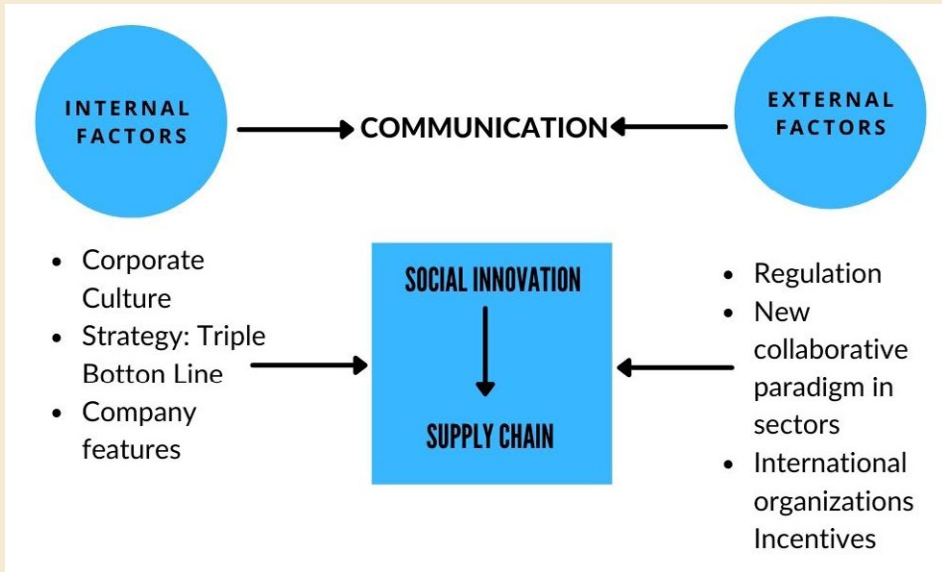 INTERNAL
FACTORS
COMMUNICATION
EXTERNAL
FACTORS
• Corporate
Culture
• Strategy: Triple
Botton Line
• Company
features
SOCIAL INNOVATION
SUPPLY CHAIN
• Regulation
• New
collaborative
paradigm in
sectors
• International
organizations
Incentives